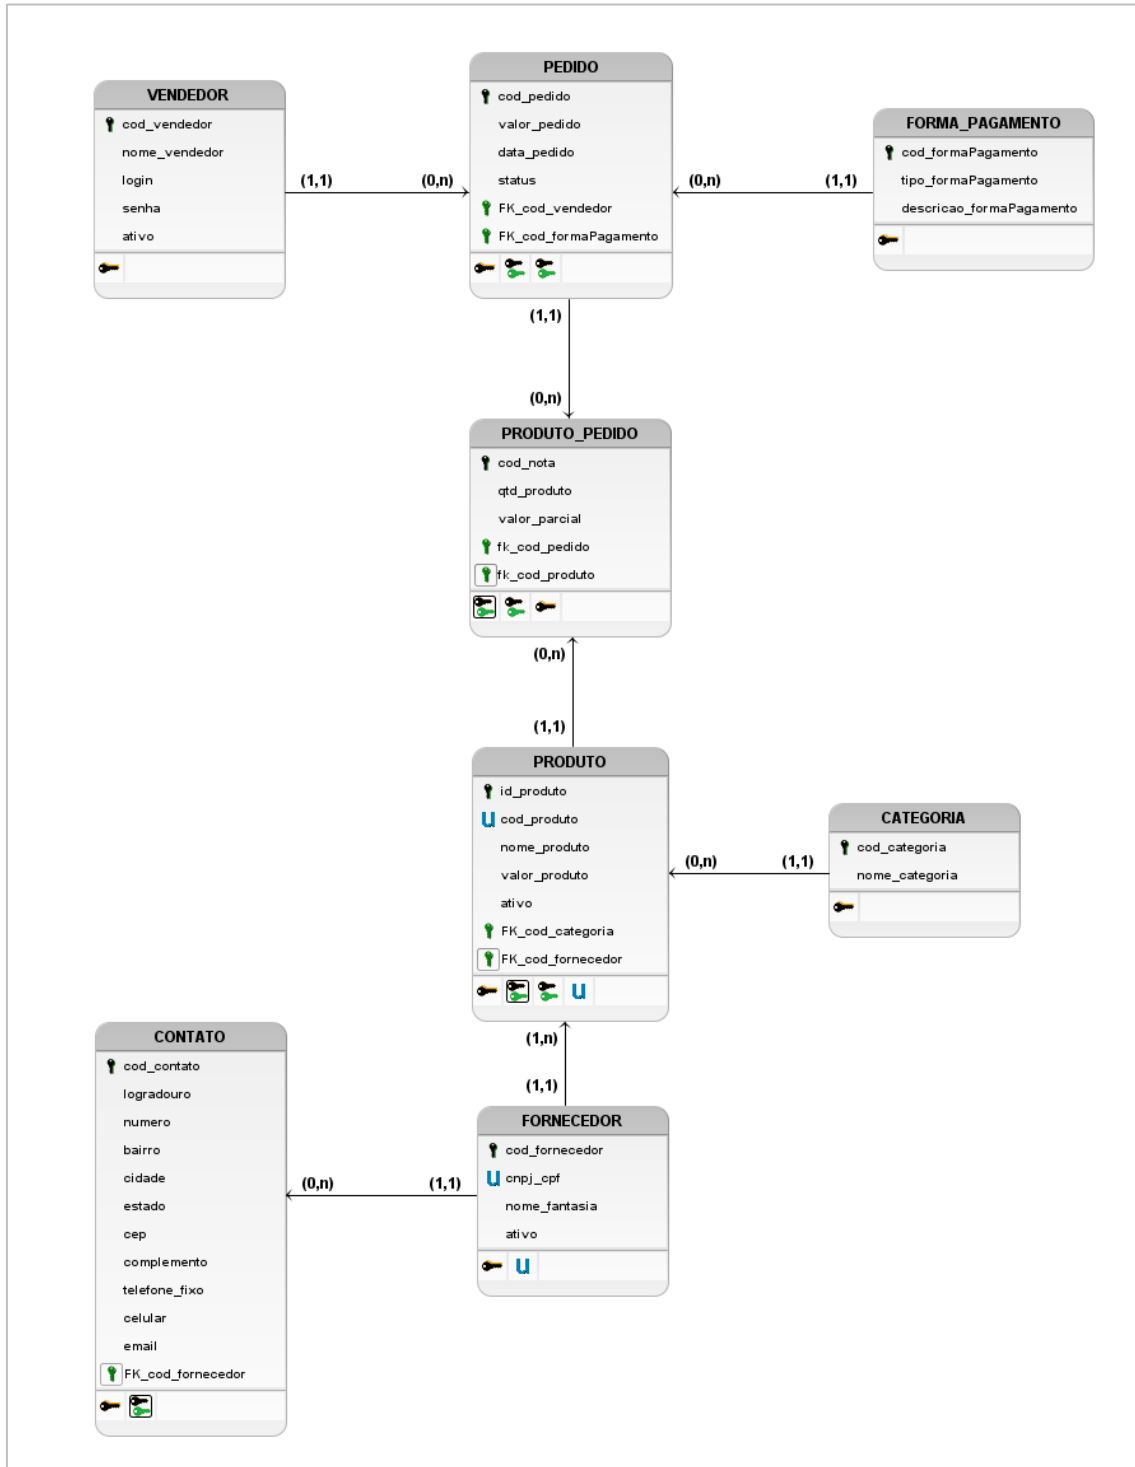 PEDIDO
cod_pedido
valor_pedido
data_pedido
status
FK_cod_vendedor
FK_cod_formaPagamento
VENDEDOR
cod_vendedor
nome_vendedor
login
senha
ativo
(1,1)
(0,n)
FORMA_PAGAMENTO
cod_formaPagamento
tipo_formaPagamento
descricao_formaPagamento
(0,n)
(1,1)
(1,1)
(0,n)
PRODUTO_PEDIDO
cod_nota
qtd_produto
valor_parcial
fk_cod_pedido
fk_cod_produto
(0,n)
(1,1)
PRODUTO
id_produto
U cod_produto
nome_produto
valor_produto
ativo
FK_cod_categoria
FK_cod_fornecedor
U
(0,n)
(1,1)
CATEGORIA
cod_categoria
nome_categoria
(1,n)
(1,1)
CONTATO
cod_contato
logradouro
numero
bairro
cidade
estado
cep
complemento
telefone_fixo
celular
email
FK_cod_fornecedor
(0,n)
(1,1)
FORNECEDOR
cod_fornecedor
U cnpj_cpf
nome_fantasia
ativo
U